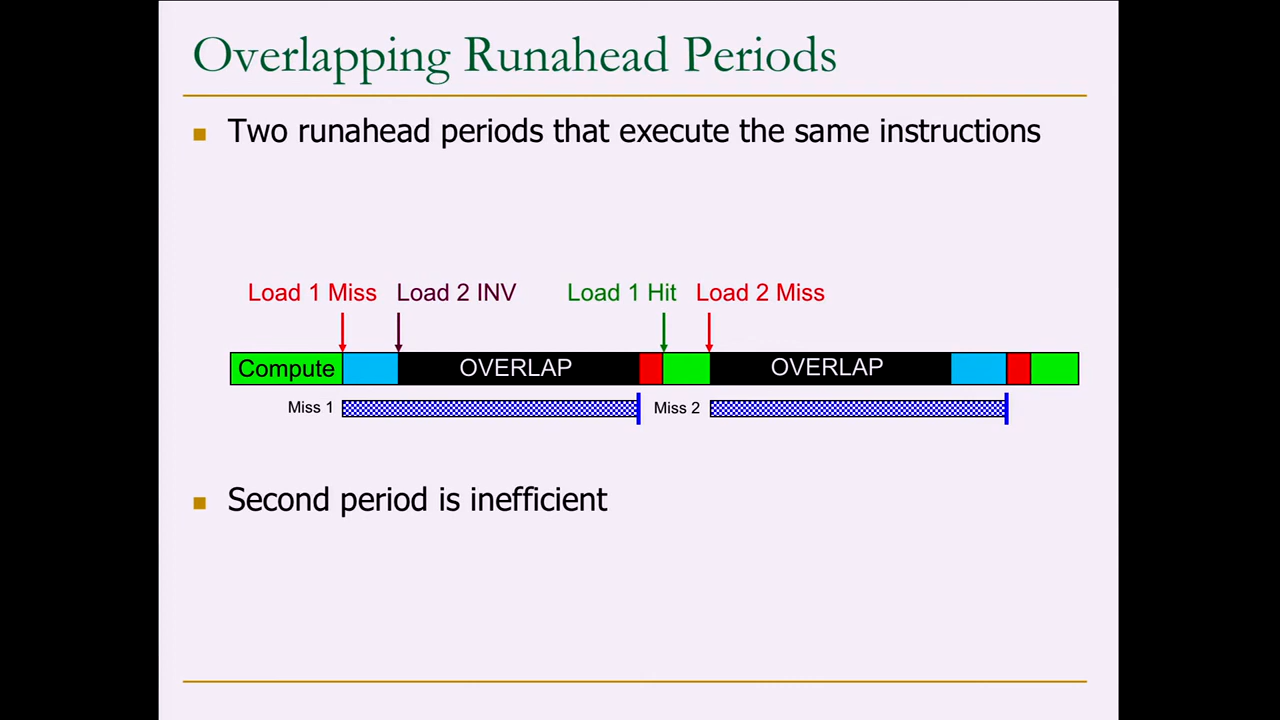 Overlapping Runahead Periods
Two runahead periods that execute the same instructions
Load 1 Miss Load 2 INV Load 1 Hit Load 2 Miss
Compute OVERLAP OVERLAP
Miss 1 Miss 2
Second period is inefficient